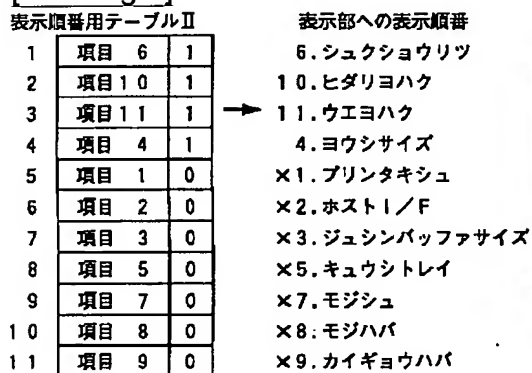 表示順番用テーブルⅡ 表示部への表示順番
1 項目 6 1 6.シュクショウリツ
2 項目10 1 10.ヒダリヨハク
3 項目11 1 → 11.ウエヨハク
4 項目 4 1 4.ヨウシサイズ
5 項目 1 0 ×1.プリンタキシュ
6 項目 2 0 ×2.ホストI/F
7 項目 3 0 ×3.ジュシンバッファサイズ
8 項目 5 0 ×5.キュウシトレイ
9 項目 7 0 ×7.モジシュ
10 項目 8 0 ×8.モジハバ
11 項目 9 0 ×9.カイギョウハバ